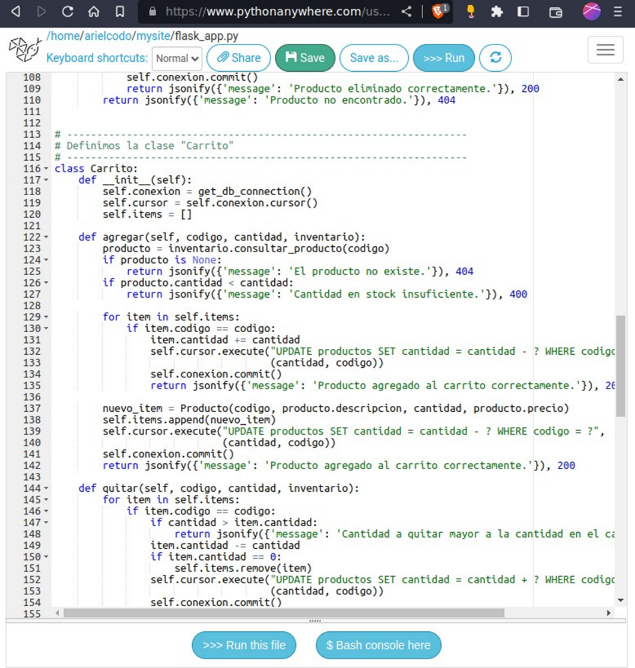 https://www.pythonanywhere.com/us...
1
/home/arielcodo/mysite/flask_app.py
Keyboard shortcuts: Normal Share Save Save as... >>> Run
108 self.conexion.commit()
109 return jsonify({'message': 'Producto eliminado correctamente.'}), 200
110 return jsonify({'message': 'Producto no encontrado.'}), 404
111
112
113 # -------------------------------------------------------------------
114 # Definimos la clase "Carrito"
115 # -------------------------------------------------------------------
116 class Carrito:
117 def __init__(self):
118 self.conexion = get_db_connection()
119 self.cursor = self.conexion.cursor()
120 self.items = []
121
122 def agregar(self, codigo, cantidad, inventario):
123 producto = inventario.consultar_producto(codigo)
124 if producto is None:
125 return jsonify({'message': 'El producto no existe.'}), 404
126 if producto.cantidad < cantidad:
127 return jsonify({'message': 'Cantidad en stock insuficiente.'}), 400
128
129 for item in self.items:
130 if item.codigo == codigo:
131 item.cantidad += cantidad
132 self.cursor.execute("UPDATE productos SET cantidad = cantidad - ? WHERE codigo
133 (cantidad, codigo))
134 self.conexion.commit()
135 return jsonify({'message': 'Producto agregado al carrito correctamente.'}), 20
136
137 nuevo_item = Producto(codigo, producto.descripcion, cantidad, producto.precio)
138 self.items.append(nuevo_item)
139 self.cursor.execute("UPDATE productos SET cantidad = cantidad - ? WHERE codigo = ?",
140 (cantidad, codigo))
141 self.conexion.commit()
142 return jsonify({'message': 'Producto agregado al carrito correctamente.'}), 200
143
144 def quitar(self, codigo, cantidad, inventario):
145 for item in self.items:
146 if item.codigo == codigo:
147 if cantidad > item.cantidad:
148 return jsonify({'message': 'Cantidad a quitar mayor a la cantidad en el ca
149 item.cantidad -= cantidad
150 if item.cantidad == 0:
151 self.items.remove(item)
152 self.cursor.execute("UPDATE productos SET cantidad = cantidad + ? WHERE codigo
153 (cantidad, codigo))
154 self.conexion.commit()
155
>>> Run this file $ Bash console here